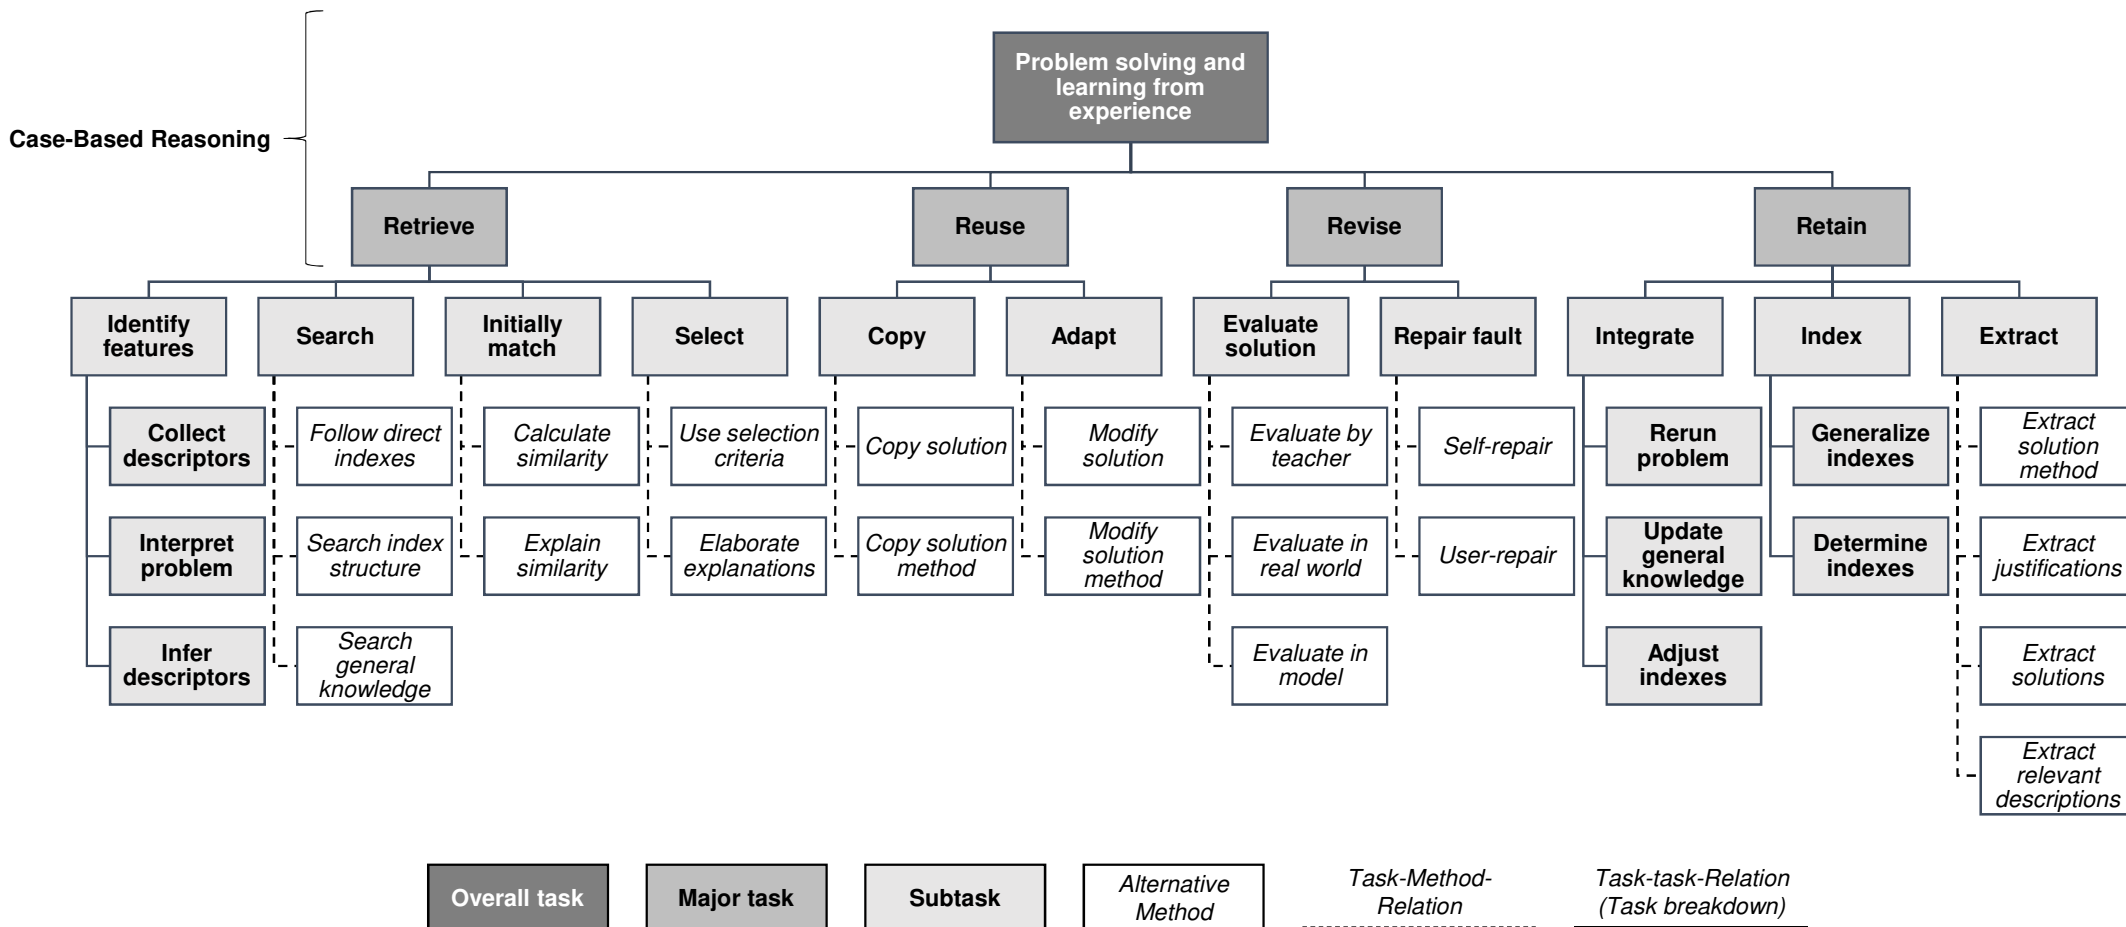 Problem solving and
learning from
experience
Case-Based Reasoning
Retrieve
Reuse
Revise
Retain
Identify
features
Search
Initially
match
Select
Copy
Adapt
Evaluate
solution
Repair fault
Integrate
Index
Extract
Collect
descriptors
Follow direct
indexes
Calculate
similarity
Use selection
criteria
Copy solution
Modify
solution
Evaluate by
teacher
Self-repair
Rerun
problem
Generalize
indexes
Extract
solution
method
Interpret
problem
Search index
structure
Explain
similarity
Elaborate
explanations
Copy solution
method
Modify
solution
method
Evaluate in
real world
User-repair
Update
general
knowledge
Determine
indexes
Extract
justifications
Infer
descriptors
Search
general
knowledge
Evaluate in
model
Adjust
indexes
Extract
solutions
Extract
relevant
descriptions
Overall task
Major task
Subtask
Alternative
Method
Task-Method-
Relation
Task-task-Relation
(Task breakdown)